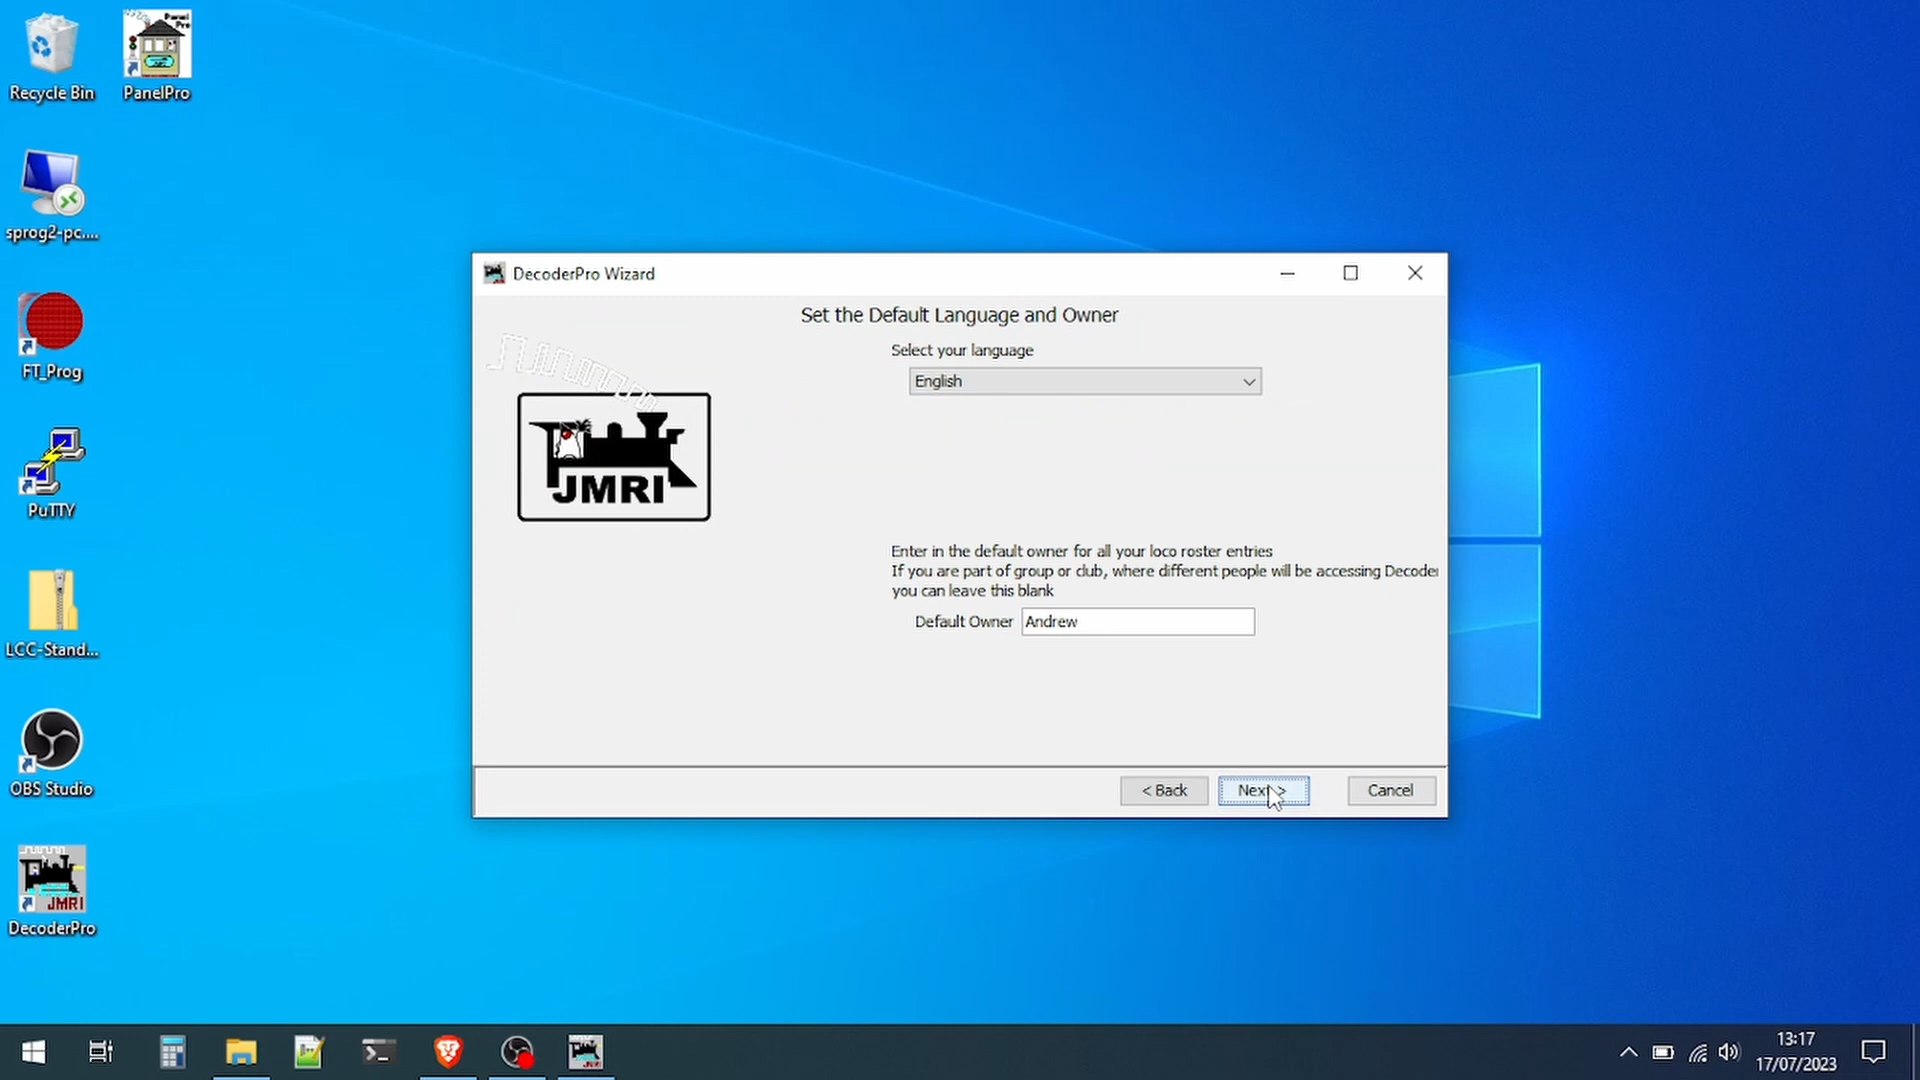 Recycle Bin
PanelPro
sprog2-pc....
FT_Prog
PuTTY
LCC-Stand...
OBS Studio
JMRI
DecoderPro
DecoderPro Wizard
Set the Default Language and Owner
Select your language
English
JMRI
Enter in the default owner for all your loco roster entries
If you are part of group or club, where different people will be accessing Decoder
you can leave this blank
Default Owner Andrew
< Back
Next >
Cancel
13:17
17/07/2023